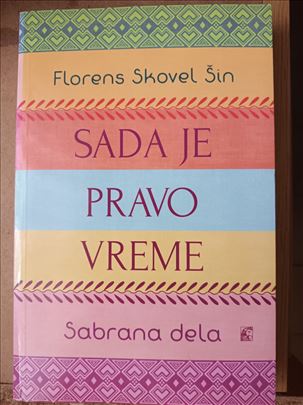 Florens Skovel Šin
SADA JE
PRAVO
VREME
Sabrana dela